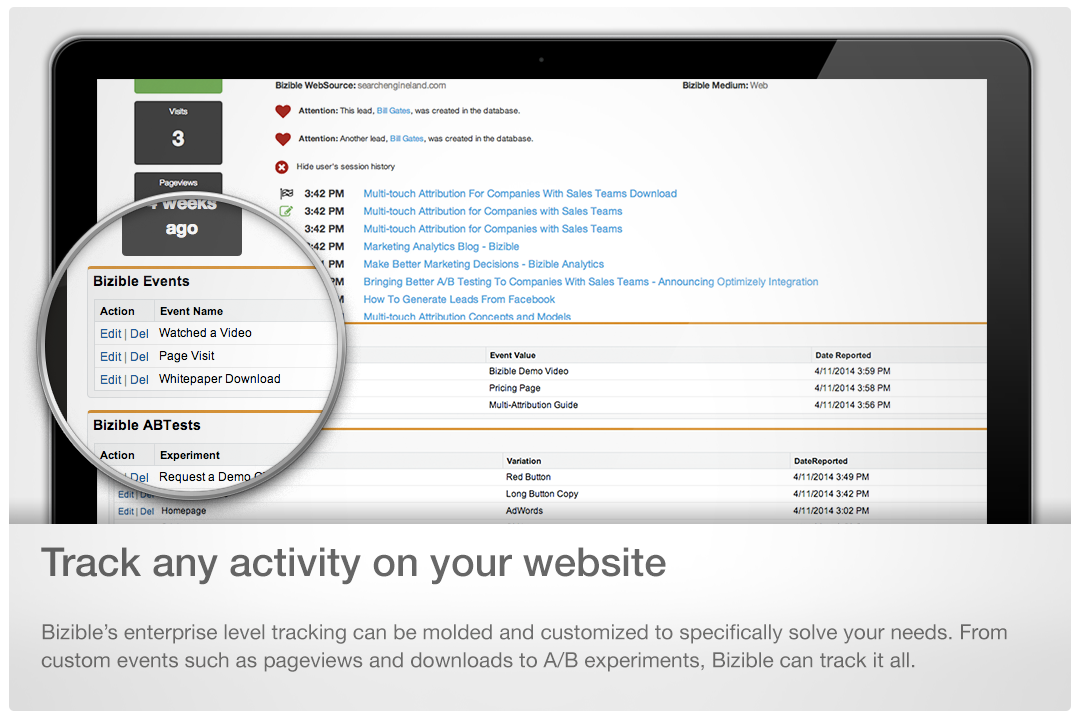 Bizible WebSource: searchengineland.com Bizible Medium: Web
Visits
3
Attention: This lead, Bill Gates, was created in the database.
Attention: Another lead, Bill Gates, was created in the database.
Hide user's session history
Pageviews
weeks
ago
3:42 PM Multi-touch Attribution For Companies With Sales Teams Download
3:42 PM Multi-touch Attribution for Companies with Sales Teams
3:42 PM Multi-touch Attribution for Companies with Sales Teams
:42 PM Marketing Analytics Blog - Bizible
PM Make Better Marketing Decisions - Bizible Analytics
PM Bringing Better A/B Testing To Companies With Sales Teams - Announcing Optimizely Integration
How To Generate Leads From Facebook
Multi-touch Attribution Concepts and Models
Bizible Events
Action Event Name Event Value Date Reported
Edit | Del Watched a Video Bizible Demo Video 4/11/2014 3:59 PM
Edit | Del Page Visit Pricing Page 4/11/2014 3:58 PM
Edit | Del Whitepaper Download Multi-Attribution Guide 4/11/2014 3:56 PM
Bizible ABTests
Action Experiment Variation DateReported
Del Request a Demo Red Button 4/11/2014 3:49 PM
Edit | Del Long Button Copy 4/11/2014 3:42 PM
Edit | Del Homepage AdWords 4/11/2014 3:02 PM
Track any activity on your website
Bizible’s enterprise level tracking can be molded and customized to specifically solve your needs. From
custom events such as pageviews and downloads to A/B experiments, Bizible can track it all.